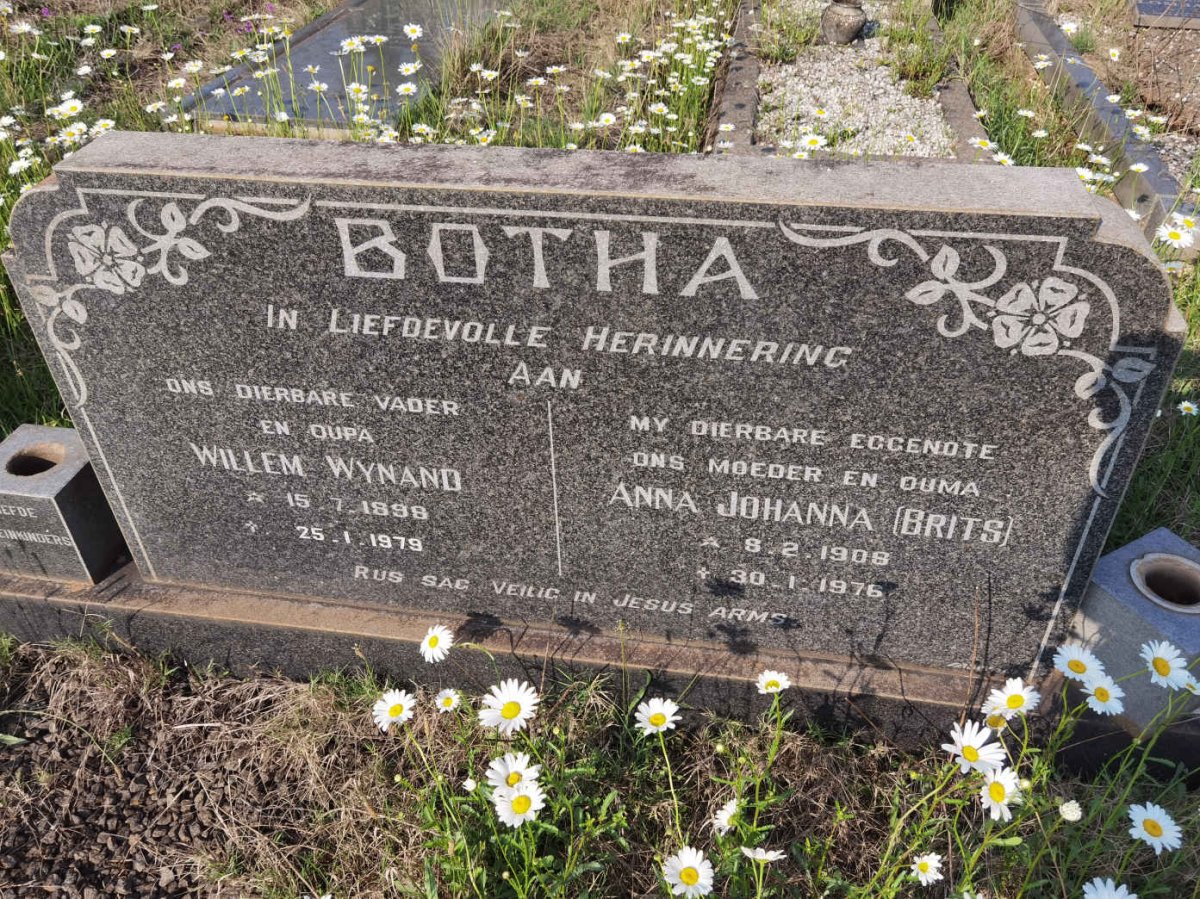 BOTHA
IN LIEFDEVOLLE HERINNERING
AAN
ONS DIERBARE VADER
EN OUPA
WILLEM WYNAND
* 15.7.1898
† 25.1.1979
MY DIERBARE EGGENOTE
ONS MOEDER EN OUMA
ANNA JOHANNA (BRITS)
* 8.2.1908
† 30.1.1976
RUS SAG VEILIG IN JESUS ARMS